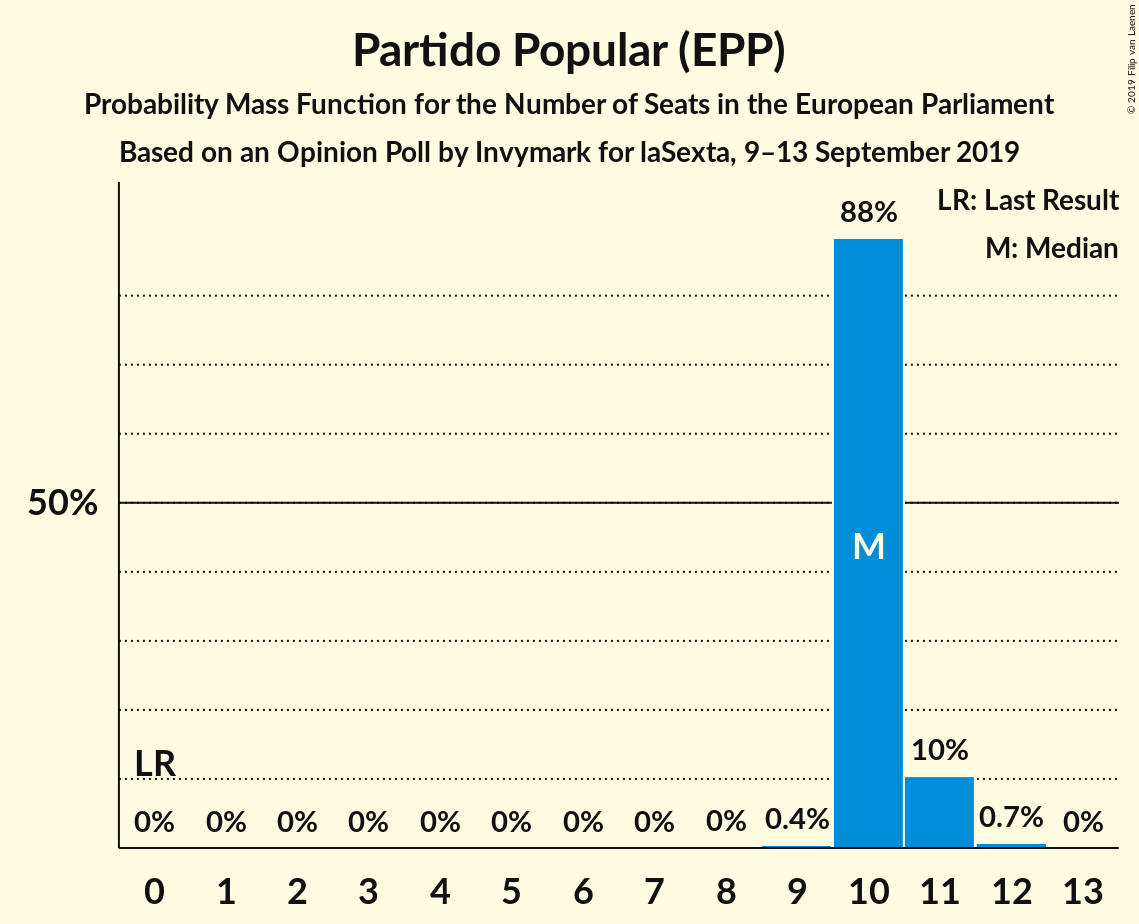 Partido Popular (EPP)
Probability Mass Function for the Number of Seats in the European Parliament
Based on an Opinion Poll by Invymark for laSexta, 9–13 September 2019
© 2019 Filip van Laenen
LR: Last Result
M: Median
88%
50%
M
LR
10%
0% 0% 0% 0% 0% 0% 0% 0% 0% 0.4% 0.7% 0%
0 1 2 3 4 5 6 7 8 9 10 11 12 13